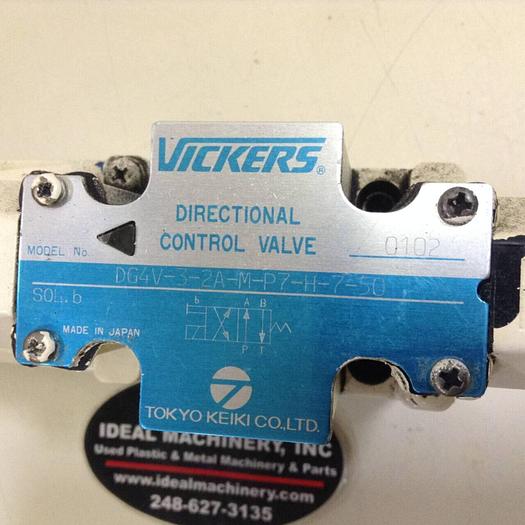 VICKERS®
DIRECTIONAL
CONTROL VALVE 0102
MODEL No.
DG4V-3-2A-M-P7-H-7-50
SOL.b
b A B
P T
MADE IN JAPAN
TOKYO KEIKI CO.,LTD.
IDEAL MACHINERY, INC
Used Plastic & Metal Machinery & Parts
www.idealmachinery.com
248-627-3135